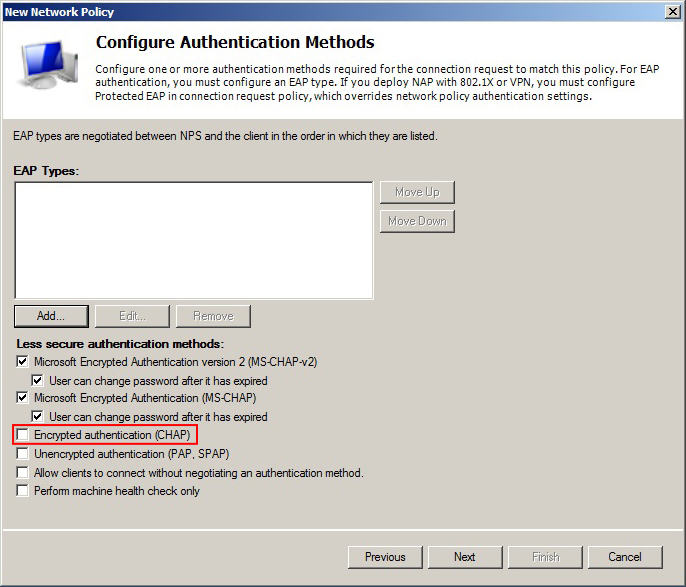 New Network Policy
Configure Authentication Methods
Configure one or more authentication methods required for the connection request to match this policy. For EAP
authentication, you must configure an EAP type. If you deploy NAP with 802.1X or VPN, you must configure
Protected EAP in connection request policy, which overrides network policy authentication settings.
EAP types are negotiated between NPS and the client in the order in which they are listed.
EAP Types:
Move Up
Move Down
Add... Edit... Remove
Less secure authentication methods:
Microsoft Encrypted Authentication version 2 (MS-CHAP-v2)
User can change password after it has expired
Microsoft Encrypted Authentication (MS-CHAP)
User can change password after it has expired
Encrypted authentication (CHAP)
Unencrypted authentication (PAP, SPAP)
Allow clients to connect without negotiating an authentication method.
Perform machine health check only
Previous Next Finish Cancel